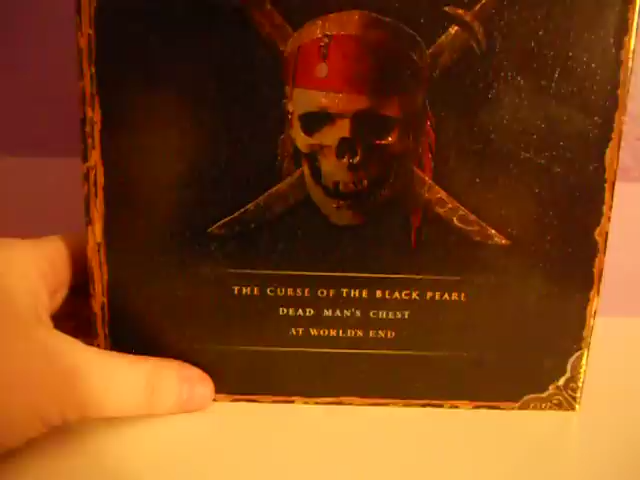 THE CURSE OF THE BLACK PEARL
DEAD MAN'S CHEST
AT WORLD'S END